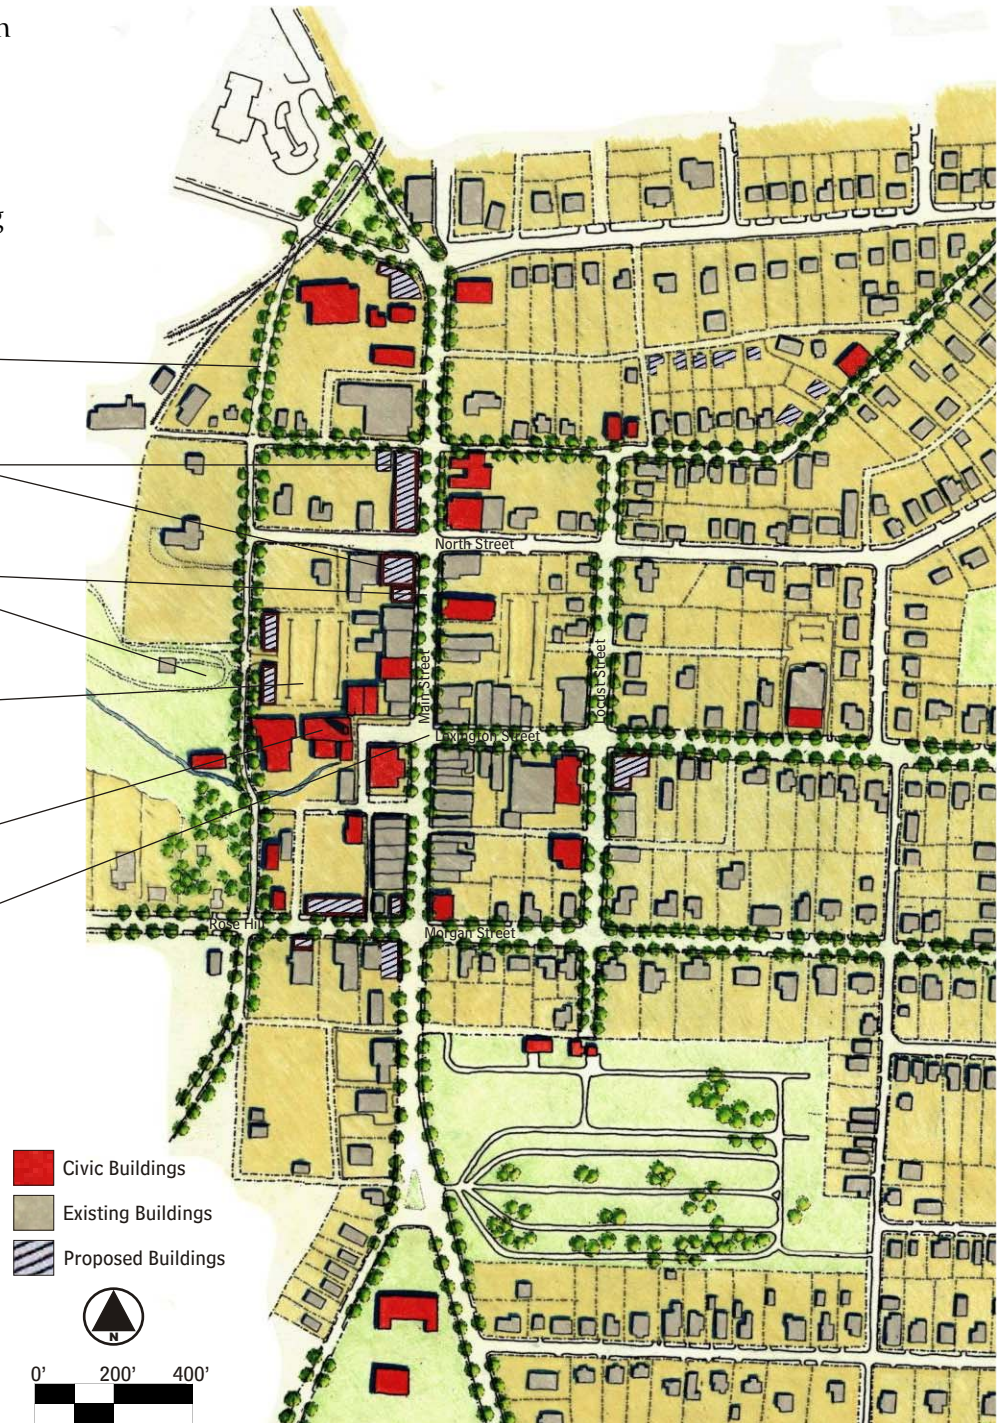 n
g
North Street
Main Street
Locust Street
Lexington Street
Rose Hill
Morgan Street
Civic Buildings
Existing Buildings
Proposed Buildings
N
0' 200' 400'